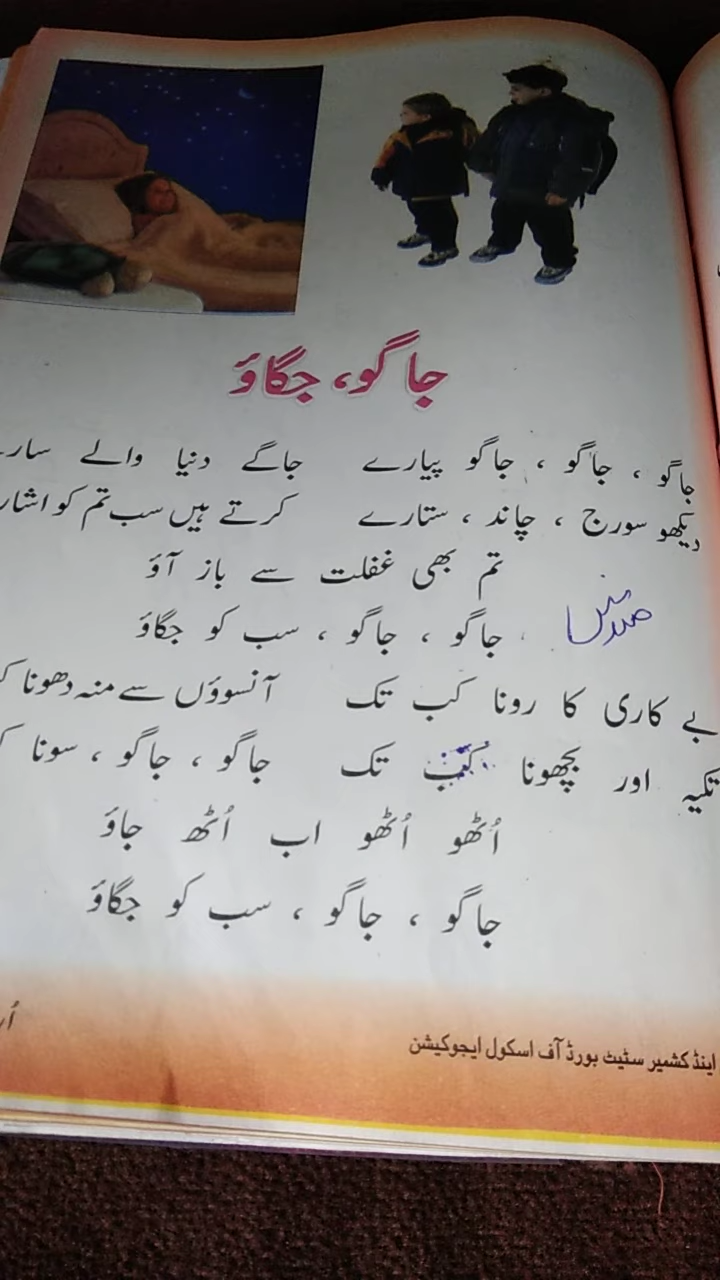 جاگو، جگاؤ
جاگو ، جاگو ، جاگو پیارے جاگے دنیا والے
دیکھو سورج ، چاند ، ستارے کرتے ہیں سب تم کو
تم بھی غفلت سے باز آؤ
جاگو ، جاگو ، سب کو جگاؤ
بے کاری کا رونا کب تک آنسوؤں سے منہ دھونا
تکیہ اور بچھونا کب تک جاگو ، جاگو ، سونا
اُٹھو اُٹھو اب اُٹھ جاؤ
جاگو ، جاگو ، سب کو جگاؤ
اینڈ کشمیر سٹیٹ بورڈ آف اسکول ایجوکیشن